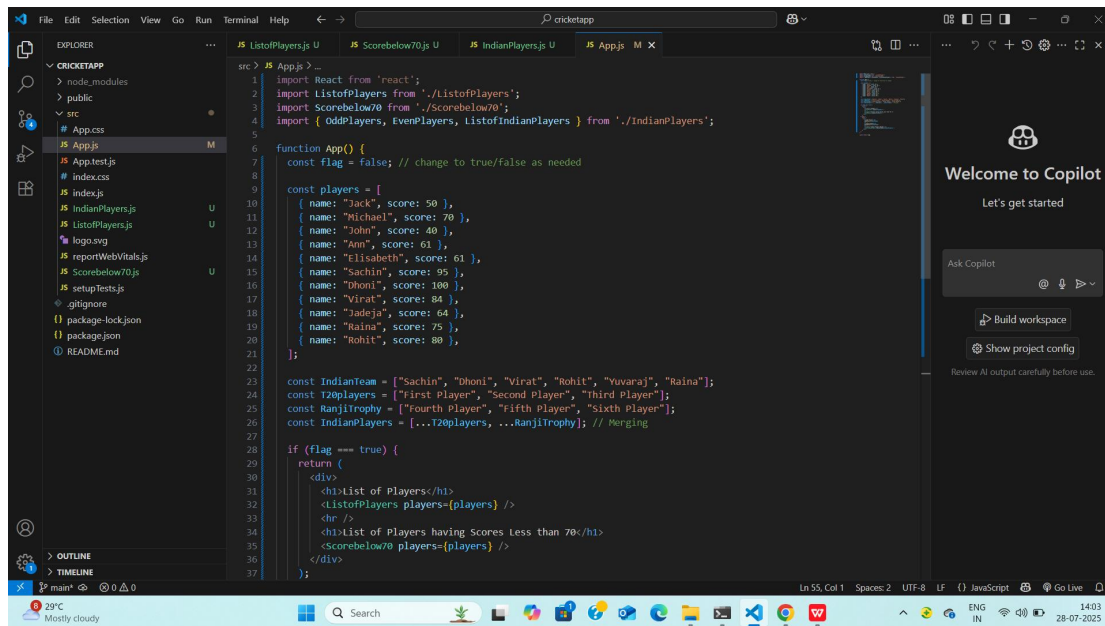 File Edit Selection View Go Run Terminal Help
cricketapp
EXPLORER
CRICKETAPP
node_modules
public
src
# App.css
JS App.js M
JS App.test.js
# index.css
JS index.js
JS IndianPlayers.js U
JS ListofPlayers.js U
logo.svg
JS reportWebVitals.js
JS Scorebelow70.js U
JS setupTests.js
.gitignore
{} package-lock.json
{} package.json
README.md
OUTLINE
TIMELINE
JS ListofPlayers.js U JS Scorebelow70.js U JS IndianPlayers.js U JS App.js M
src > JS App.js > ...
1 import React from 'react';
2 import ListofPlayers from './ListofPlayers';
3 import Scorebelow70 from './Scorebelow70';
4 import { OddPlayers, EvenPlayers, ListofIndianPlayers } from './IndianPlayers';
5
6 function App() {
7 const flag = false; // change to true/false as needed
8
9 const players = [
10 { name: "Jack", score: 50 },
11 { name: "Michael", score: 70 },
12 { name: "John", score: 40 },
13 { name: "Ann", score: 61 },
14 { name: "Elisabeth", score: 61 },
15 { name: "Sachin", score: 95 },
16 { name: "Dhoni", score: 100 },
17 { name: "Virat", score: 84 },
18 { name: "Jadeja", score: 64 },
19 { name: "Raina", score: 75 },
20 { name: "Rohit", score: 80 },
21 ];
22
23 const IndianTeam = ["Sachin", "Dhoni", "Virat", "Rohit", "Yuvaraj", "Raina"];
24 const T20players = ["First Player", "Second Player", "Third Player"];
25 const RanjiTrophy = ["Fourth Player", "Fifth Player", "Sixth Player"];
26 const IndianPlayers = [...T20players, ...RanjiTrophy]; // Merging
27
28 if (flag === true) {
29 return (
30 <div>
31 <h1>List of Players</h1>
32 <ListofPlayers players={players} />
33 <hr />
34 <h1>List of Players having Scores Less than 70</h1>
35 <Scorebelow70 players={players} />
36 </div>
37 );
Welcome to Copilot
Let's get started
Ask Copilot
@
Build workspace
Show project config
Review AI output carefully before use.
main* 0 0 Ln 55, Col 1 Spaces: 2 UTF-8 LF {} JavaScript Go Live
29°C
Mostly cloudy
Search
ENG
IN
14:03
28-07-2025